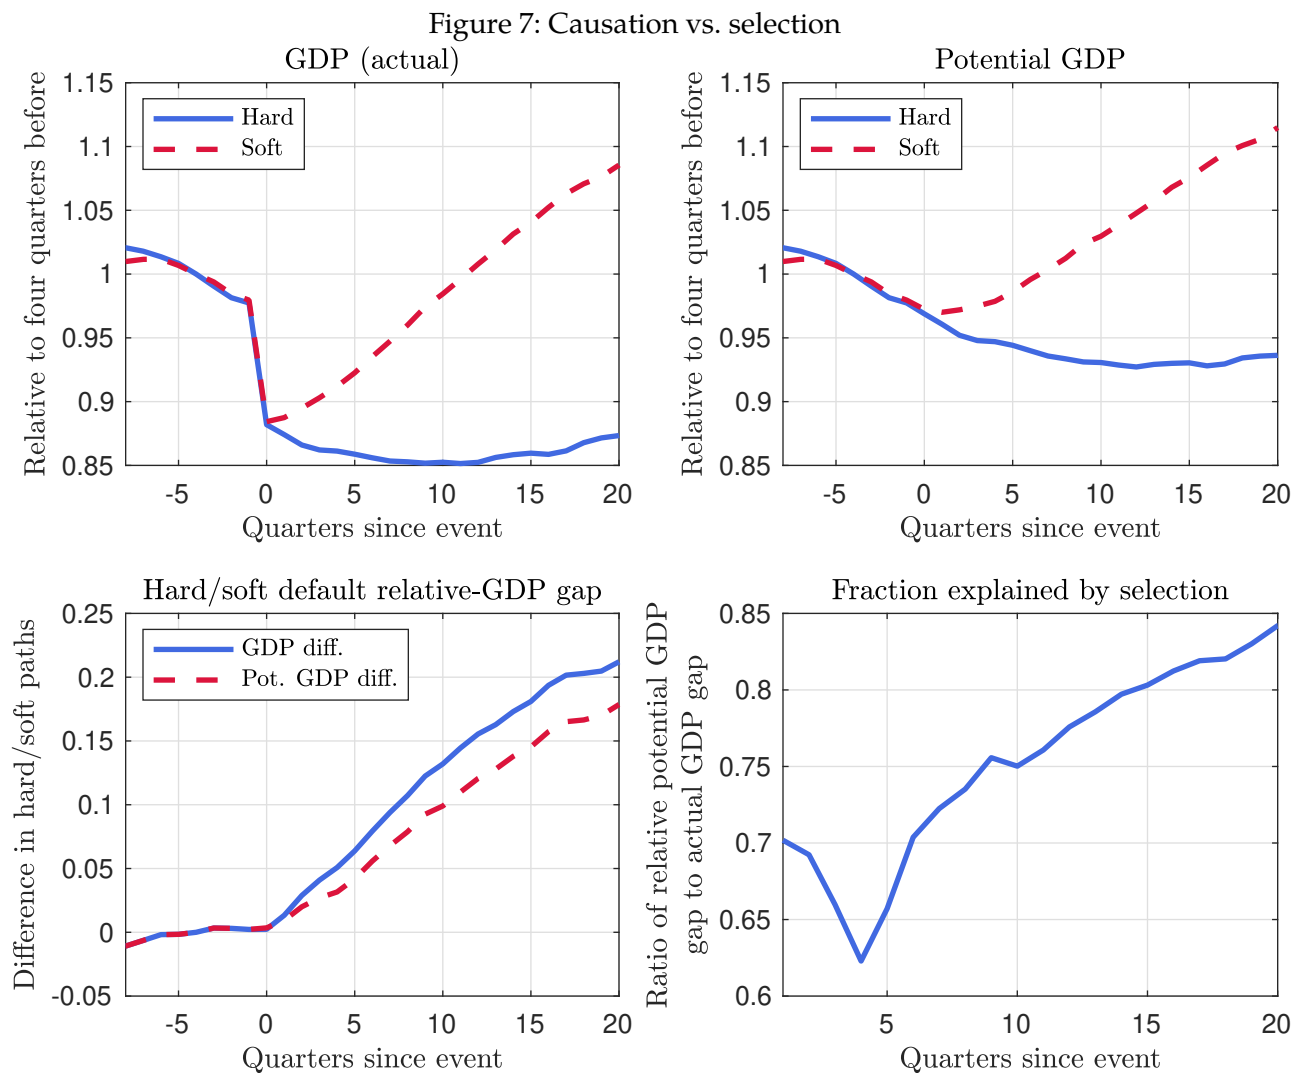 Figure 7: Causation vs. selection
GDP (actual)
Relative to four quarters before
1.15
1.1
1.05
1
0.95
0.9
0.85
Hard
Soft
-5
0
5
10
15
20
Quarters since event
Potential GDP
Relative to four quarters before
1.15
1.1
1.05
1
0.95
0.9
0.85
Hard
Soft
-5
0
5
10
15
20
Quarters since event
Hard/soft default relative-GDP gap
Difference in hard/soft paths
0.25
0.2
0.15
0.1
0.05
0
-0.05
GDP diff.
Pot. GDP diff.
-5
0
5
10
15
20
Quarters since event
Fraction explained by selection
Ratio of relative potential GDP
gap to actual GDP gap
0.85
0.8
0.75
0.7
0.65
0.6
5
10
15
20
Quarters since event